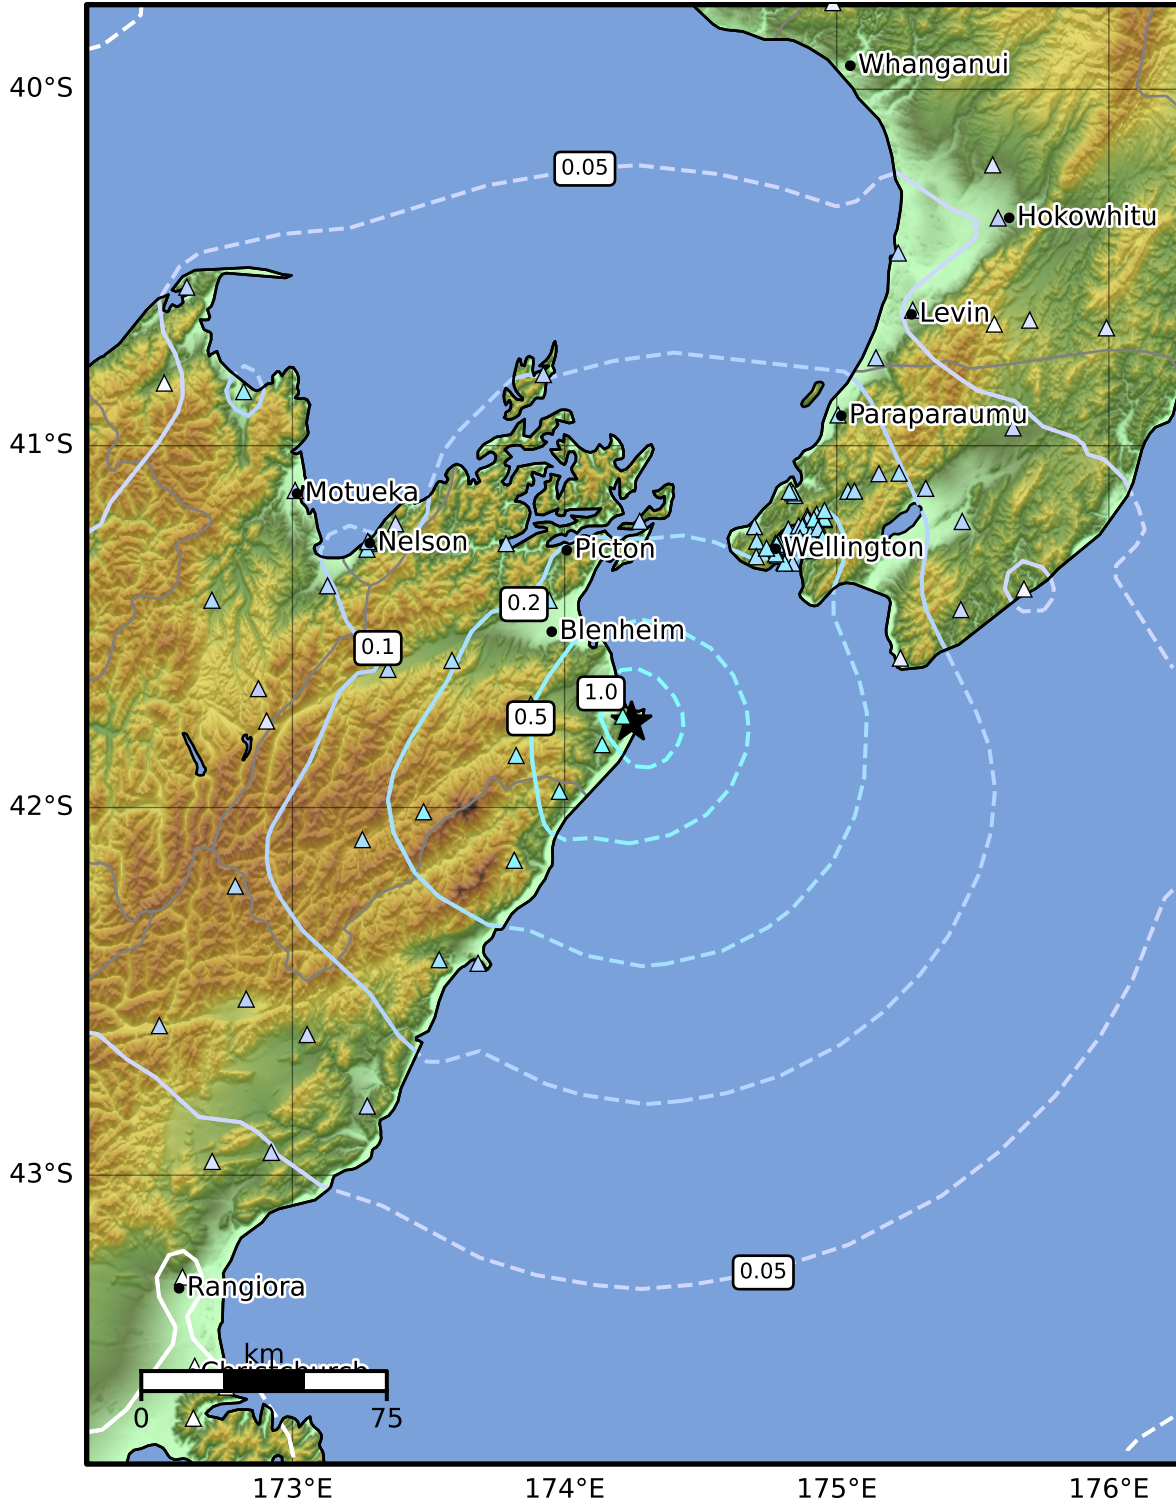 Whanganui
40°S
0.05
Hokowhitu
Levin
Paraparaumu
41°S
Motueka
Nelson
Picton
Wellington
0.2
Blenheim
0.1
1.0
0.5
42°S
43°S
0.05
Rangiora
km
Christchurch
0 75
173°E 174°E 175°E 176°E